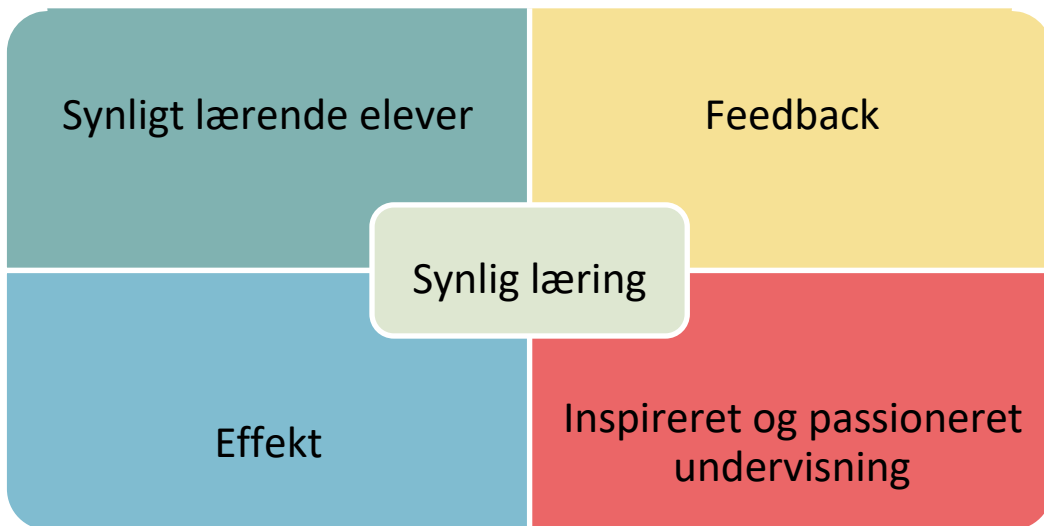 Synligt lærende elever
Feedback
Synlig læring
Effekt
Inspireret og passioneret
undervisning